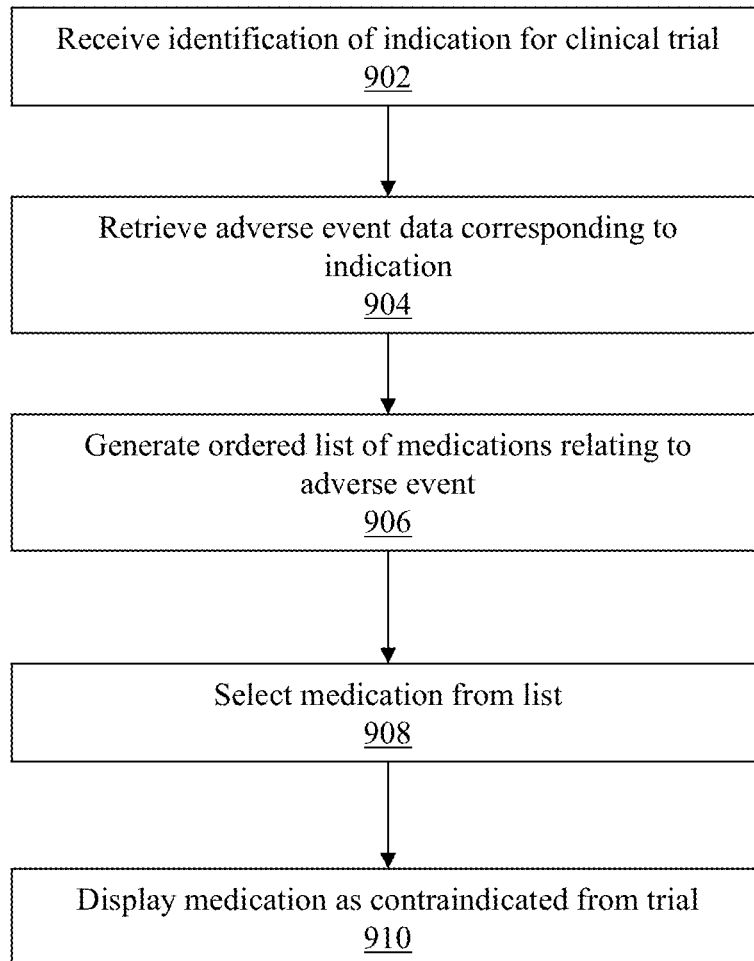 Receive identification of indication for clinical trial
902
Retrieve adverse event data corresponding to
indication
904
Generate ordered list of medications relating to
adverse event
906
Select medication from list
908
Display medication as contraindicated from trial
910